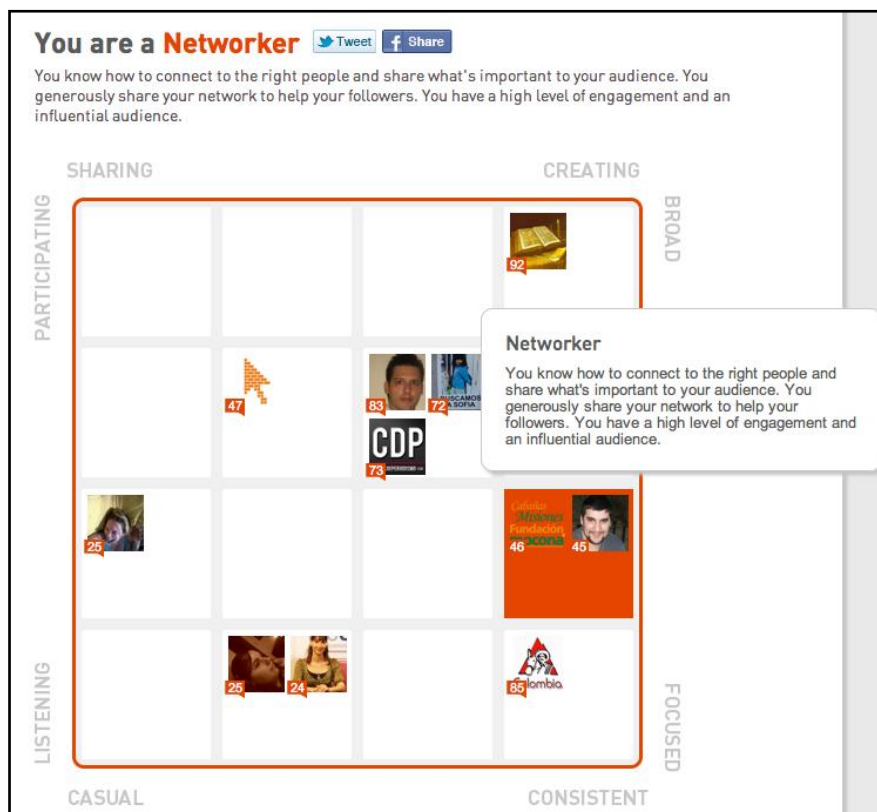 You are a Networker Tweet Share
You know how to connect to the right people and share what's important to your audience. You
generously share your network to help your followers. You have a high level of engagement and an
influential audience.
SHARING CREATING
PARTICIPATING
BROAD
92
Networker
You know how to connect to the right people and
share what's important to your audience. You
generously share your network to help your
followers. You have a high level of engagement and
an influential audience.
47
83
BUSCAMOS
A SOFIA
72
CDP
73
25
Cabañas
Misiones
Fundación
46
45
LISTENING
25
24
Colombia
85
FOCUSED
CASUAL CONSISTENT